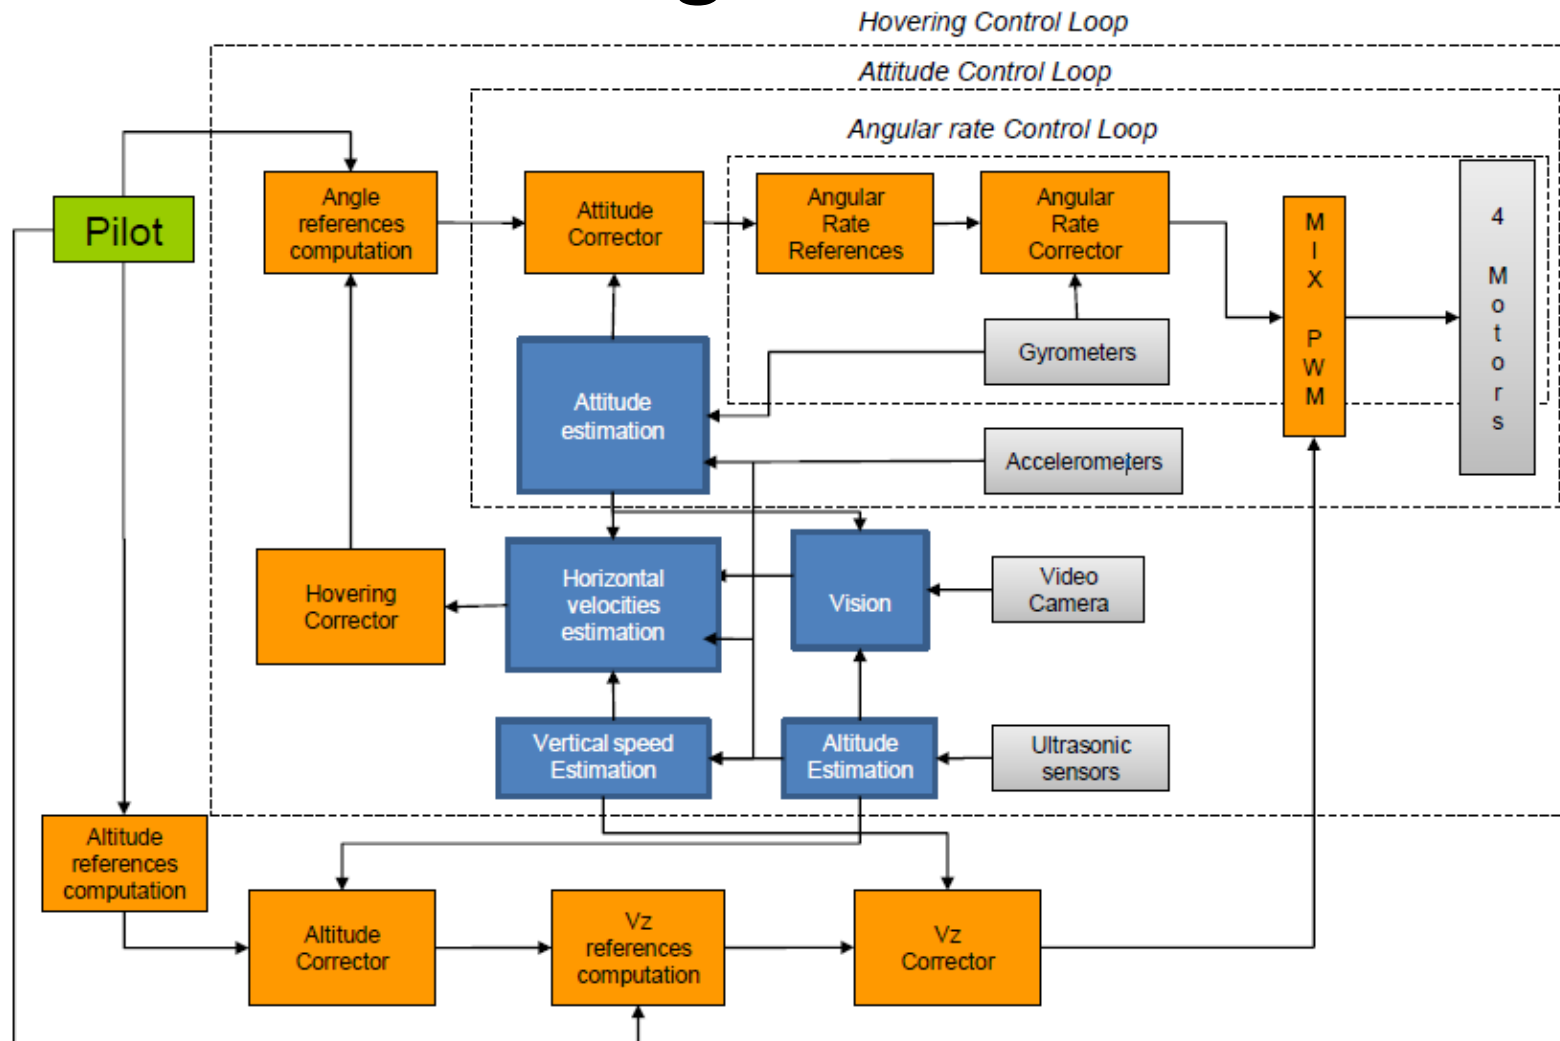 Hovering Control Loop
Attitude Control Loop
Angular rate Control Loop
Pilot
Angle
references
computation
Attitude
Corrector
Angular
Rate
References
Angular
Rate
Corrector
M
I
X
P
W
M
4
M
o
t
o
r
s
Gyrometers
Attitude
estimation
Accelerometers
Hovering
Corrector
Horizontal
velocities
estimation
Vision
Video
Camera
Vertical speed
Estimation
Altitude
Estimation
Ultrasonic
sensors
Altitude
references
computation
Altitude
Corrector
Vz
references
computation
Vz
Corrector